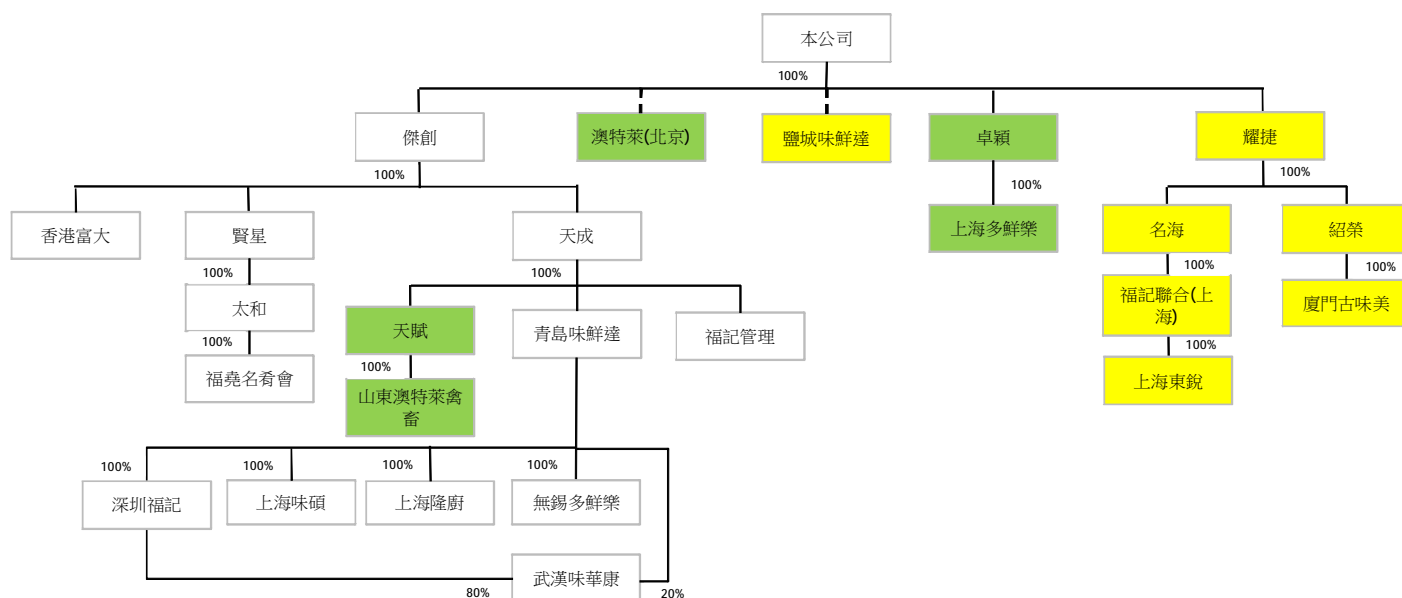 本公司
100%
傑創
澳特萊(北京)
鹽城味鮮達
卓穎
耀捷
100%
100%
100%
香港富大
賢星
天成
上海多鮮樂
名海
紹榮
100%
100%
100%
100%
太和
天賦
青島味鮮達
福記管理
福記聯合(上
海)
廈門古味美
100%
100%
100%
福堯名肴會
山東澳特萊禽
畜
上海東銳
100%
100%
100%
100%
深圳福記
上海味碩
上海隆廚
無錫多鮮樂
武漢味華康
80%
20%